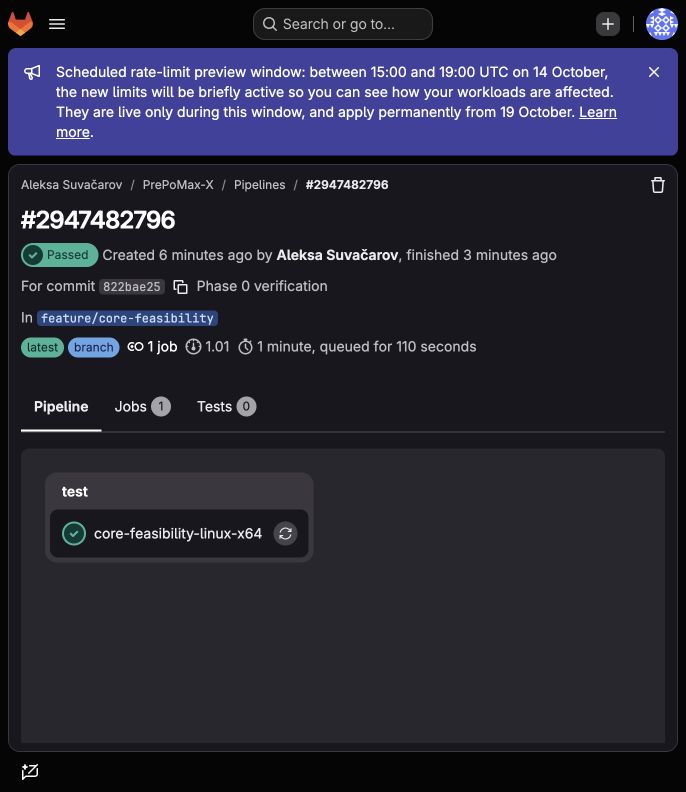 Search or go to...
Scheduled rate-limit preview window: between 15:00 and 19:00 UTC on 14 October,
the new limits will be briefly active so you can see how your workloads are affected.
They are live only during this window, and apply permanently from 19 October. Learn
more.
Aleksa Suvačarov / PrePoMax-X / Pipelines / #2947482796
#2947482796
Passed Created 6 minutes ago by Aleksa Suvačarov, finished 3 minutes ago
For commit 822bae25 Phase 0 verification
In feature/core-feasibility
latest branch 1 job 1.01 1 minute, queued for 110 seconds
Pipeline Jobs 1 Tests 0
test
core-feasibility-linux-x64